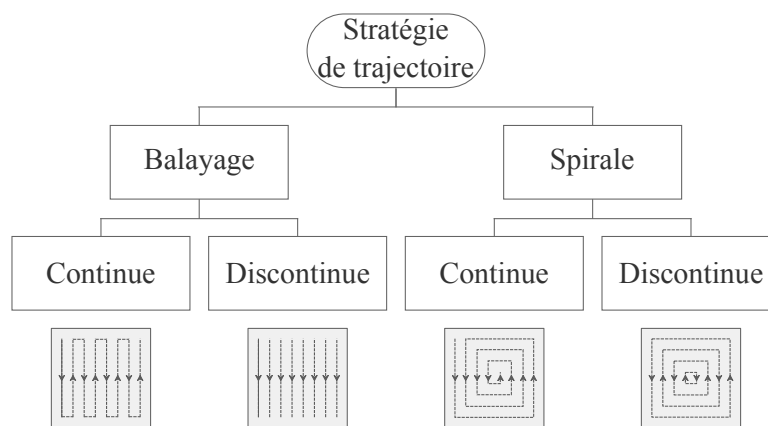 Stratégie
de trajectoire
Balayage
Spirale
Continue
Discontinue
Continue
Discontinue